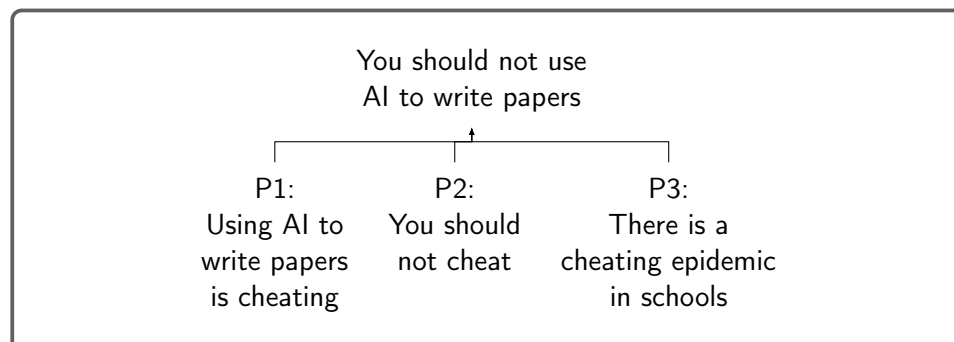 You should not use
AI to write papers
P1:
Using AI to
write papers
is cheating
P2:
You should
not cheat
P3:
There is a
cheating epidemic
in schools